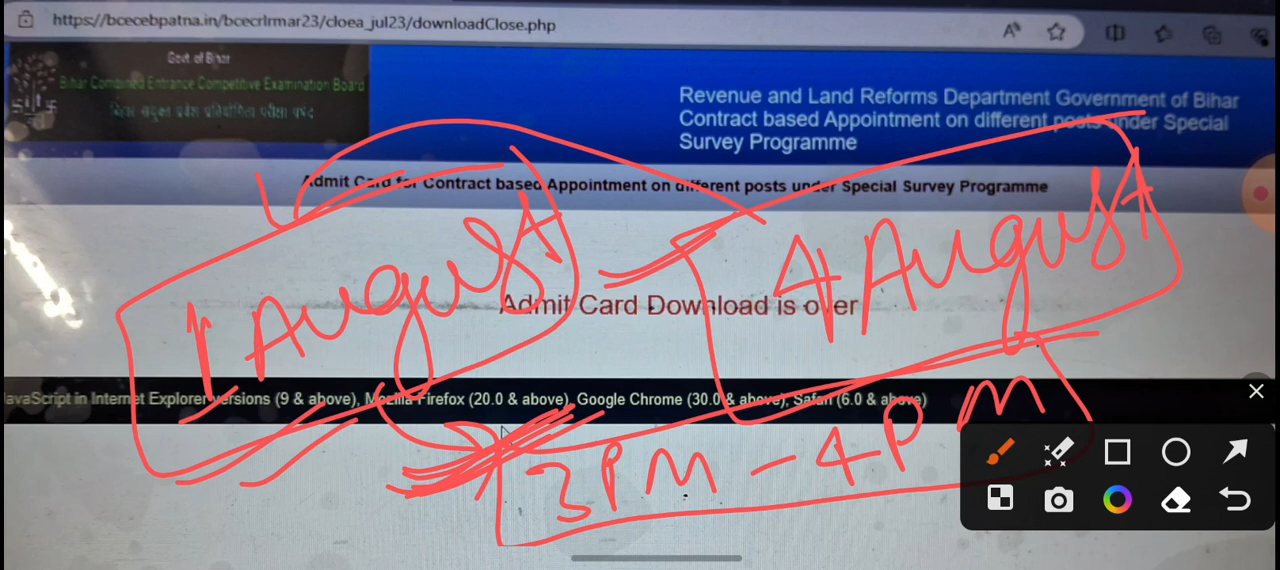 https://bcecebpatna.in/bcecrlrmar23/cloea_jul23/downloadClose.php
Govt. of Bihar
Bihar Combined Entrance Competitive Examination Board
बिहार संयुक्त प्रवेश प्रतियोगिता परीक्षा पर्षद
Revenue and Land Reforms Department Government of Bihar
Contract based Appointment on different posts under Special
Survey Programme
Admit Card for Contract based Appointment on different posts under Special Survey Programme
1 August
4 August
Admit Card Download is over
JavaScript in Internet Explorer versions (9 & above), Mozilla Firefox (20.0 & above), Google Chrome (30.0 & above), Safari (6.0 & above)
3PM - 4PM